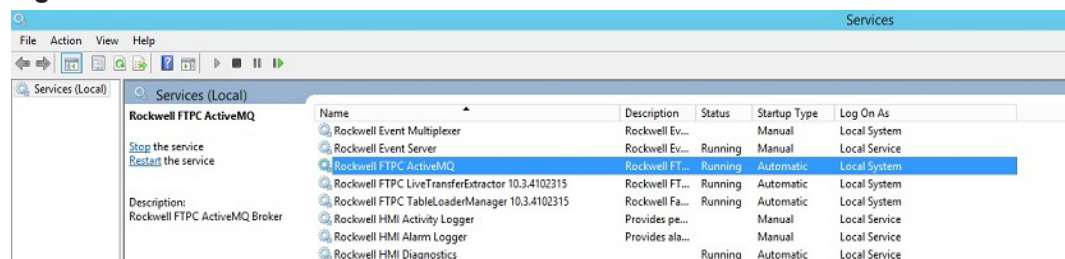 Services
File Action View Help
Services (Local)
Services (Local)
Rockwell FTPC ActiveMQ
Stop the service
Restart the service
Description:
Rockwell FTPC ActiveMQ Broker
Name Description Status Startup Type Log On As
Rockwell Event Multiplexer Rockwell Ev... Manual Local System
Rockwell Event Server Rockwell Ev... Running Manual Local Service
Rockwell FTPC ActiveMQ Rockwell FT... Running Automatic Local System
Rockwell FTPC LiveTransferExtractor 10.3.4102315 Rockwell FT... Running Automatic Local System
Rockwell FTPC TableLoaderManager 10.3.4102315 Rockwell Fa... Running Automatic Local System
Rockwell HMI Activity Logger Provides pe... Manual Local Service
Rockwell HMI Alarm Logger Provides ala... Manual Local Service
Rockwell HMI Diagnostics Running Automatic Local Service